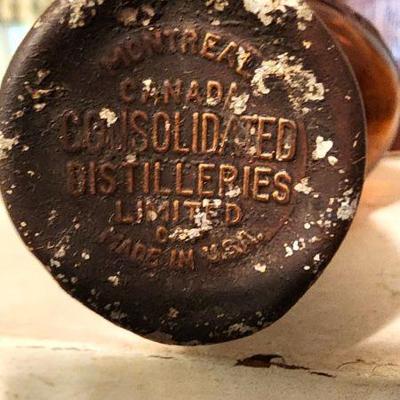 MONTREAL
CANADA
CONSOLIDATED
DISTILLERIES
LIMITED
MADE IN U.S.A.